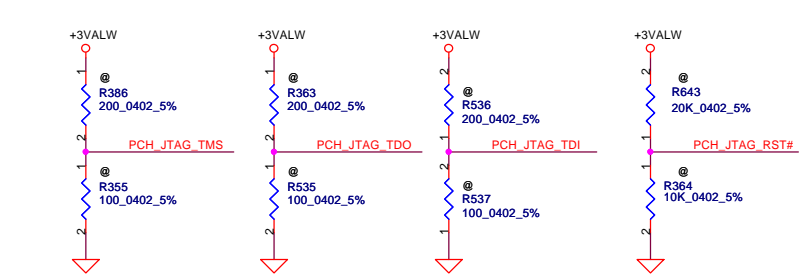 +3VALW +3VALW +3VALW +3VALW
1 @ 1 @ 2 @ 2 @
R386 R363 R536 R643
200_0402_5% 200_0402_5% 200_0402_5% 20K_0402_5%
2 2 1 1
PCH_JTAG_TMS PCH_JTAG_TDO PCH_JTAG_TDI PCH_JTAG_RST#
1 @ 1 @ 2 @ 1 @
R355 R535 R537 R364
100_0402_5% 100_0402_5% 100_0402_5% 10K_0402_5%
2 2 1 2